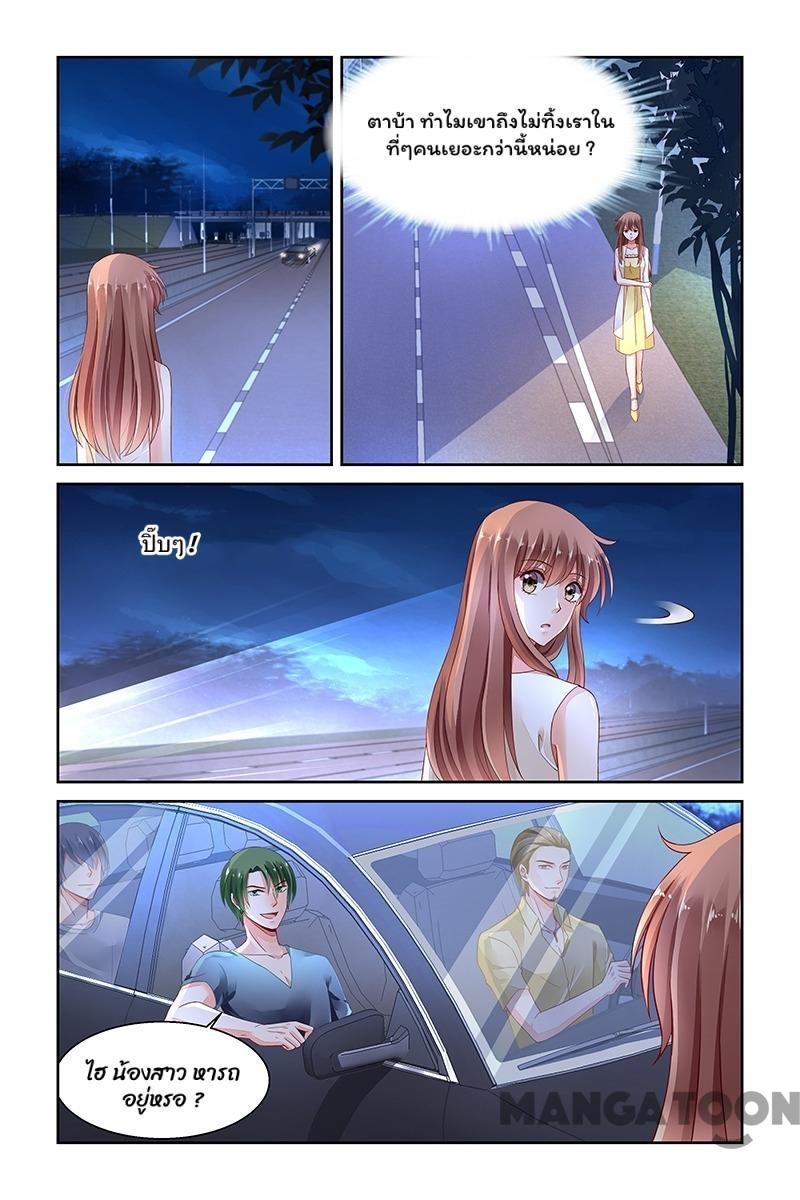 ตาบ้า ทำไมเขาถึงไม่ทิ้งเราใน
ที่ๆคนเยอะกว่านี้หน่อย ?
ปิ๊บๆ!
ไฮ น้องสาว หารถ
อยู่หรอ ?
MANGATOON